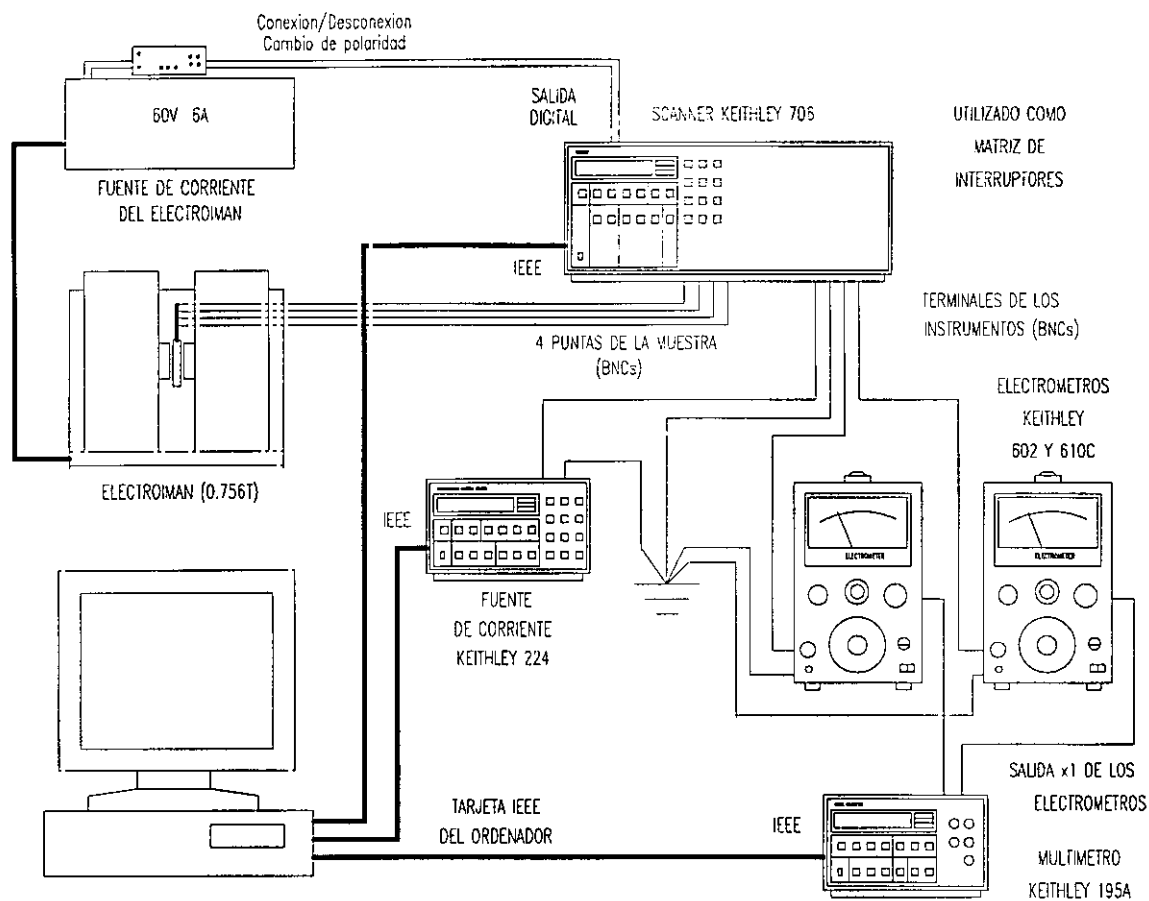 Conexion/Desconexion
Cambio de polaridad
60V 6A
FUENTE DE CORRIENTE
DEL ELECTROIMAN
SALIDA
DIGITAL
SCANNER KEITHLEY 706
UTILIZADO COMO
MATRIZ DE
INTERRUPTORES
IEEE
4 PUNTAS DE LA MUESTRA
(BNCs)
TERMINALES DE LOS
INSTRUMENTOS (BNCs)
ELECTROIMAN (0.756T)
ELECTROMETROS
KEITHLEY
602 Y 610C
IEEE
ELECTROMETER
ELECTROMETER
FUENTE
DE CORRIENTE
KEITHLEY 224
TARJETA IEEE
DEL ORDENADOR
IEEE
SALIDA x1 DE LOS
ELECTROMETROS
MULTIMETRO
KEITHLEY 195A